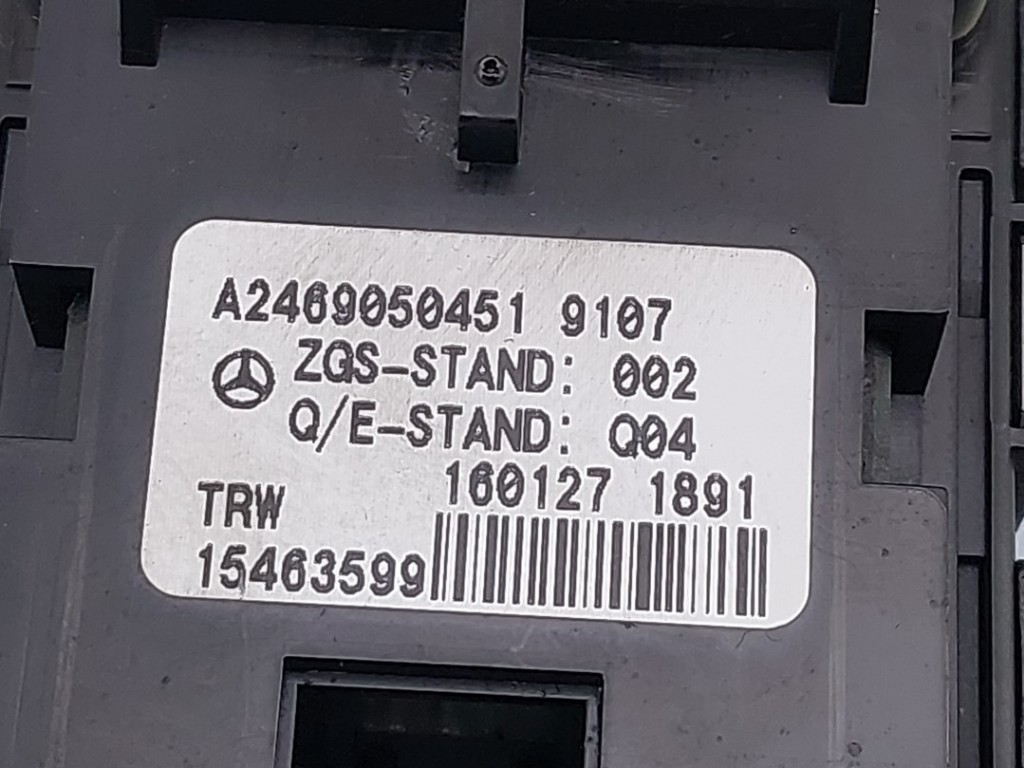 A2469050451 9107
ZGS-STAND: 002
Q/E-STAND: Q04
160127 1891
TRW
15463599